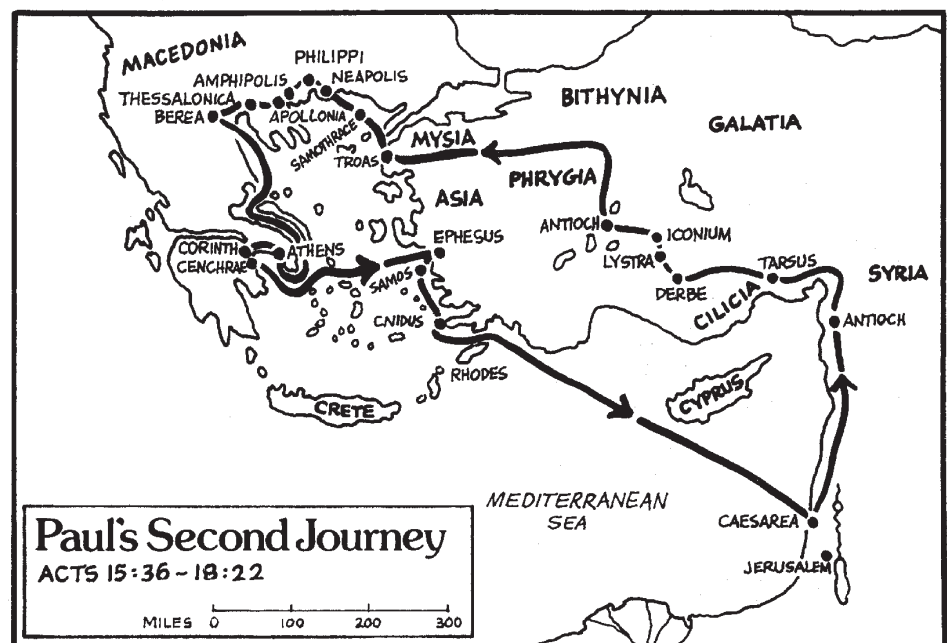 MACEDONIA
PHILIPPI
AMPHIPOLIS
NEAPOLIS
THESSALONICA
BEREA
APOLLONIA
SAMOTHRACE
TROAS
MYSIA
BITHYNIA
GALATIA
PHRYGIA
ASIA
ANTIOCH
ICONIUM
LYSTRA
DERBE
TARSUS
CILICIA
SYRIA
ANTIOCH
CORINTH
ATHENS
CENCHRAE
EPHESUS
SAMOS
CNIDUS
RHODES
CRETE
CYPRUS
MEDITERRANEAN
SEA
CAESAREA
JERUSALEM
Paul's Second Journey
ACTS 15:36-18:22
MILES 0 100 200 300